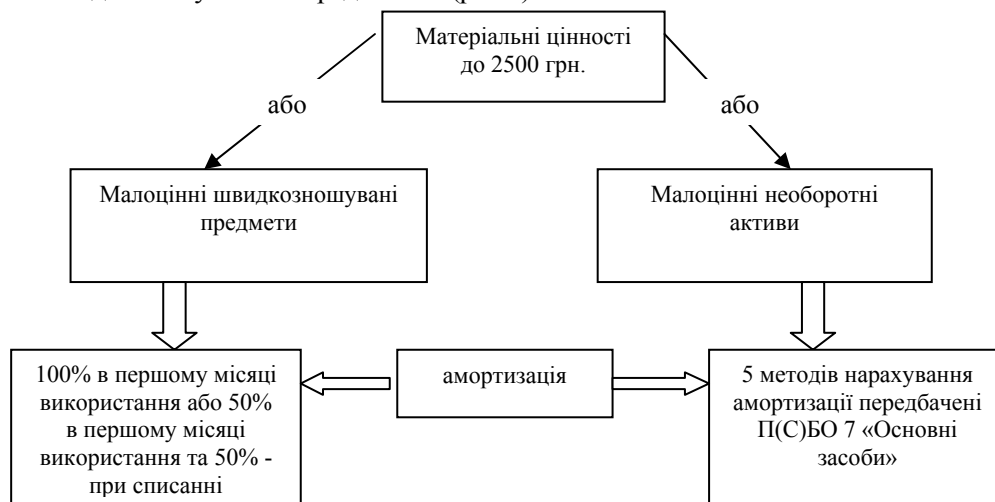 Матеріальні цінності
до 2500 грн.
або
або
Малоцінні швидкозношувані
предмети
Малоцінні необоротні
активи
100% в першому місяці
використання або 50%
в першому місяці
використання та 50% -
при списанні
амортизація
5 методів нарахування
амортизації передбачені
П(С)БО 7 «Основні
засоби»